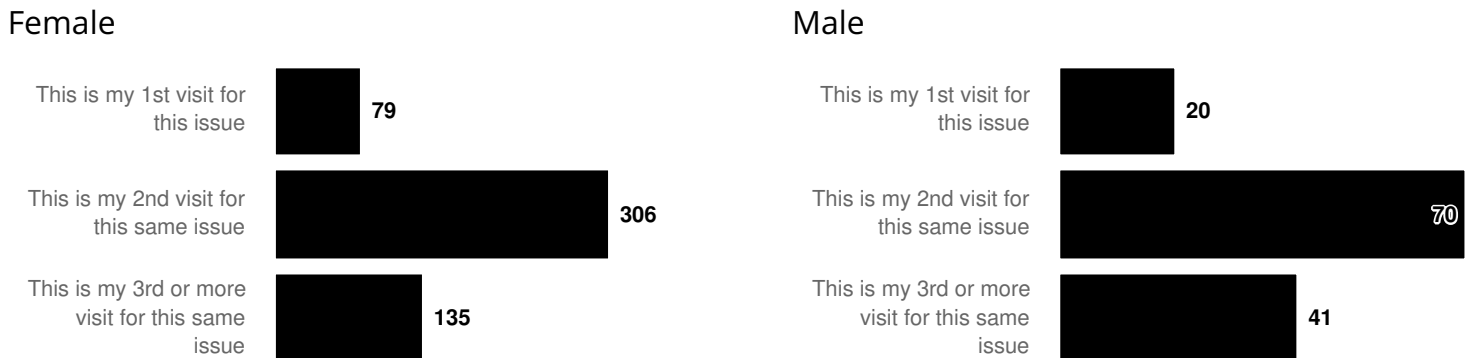 Female
This is my 1st visit for
this issue
79
This is my 2nd visit for
this same issue
306
This is my 3rd or more
visit for this same
issue
135
Male
This is my 1st visit for
this issue
20
This is my 2nd visit for
this same issue
70
This is my 3rd or more
visit for this same
issue
41